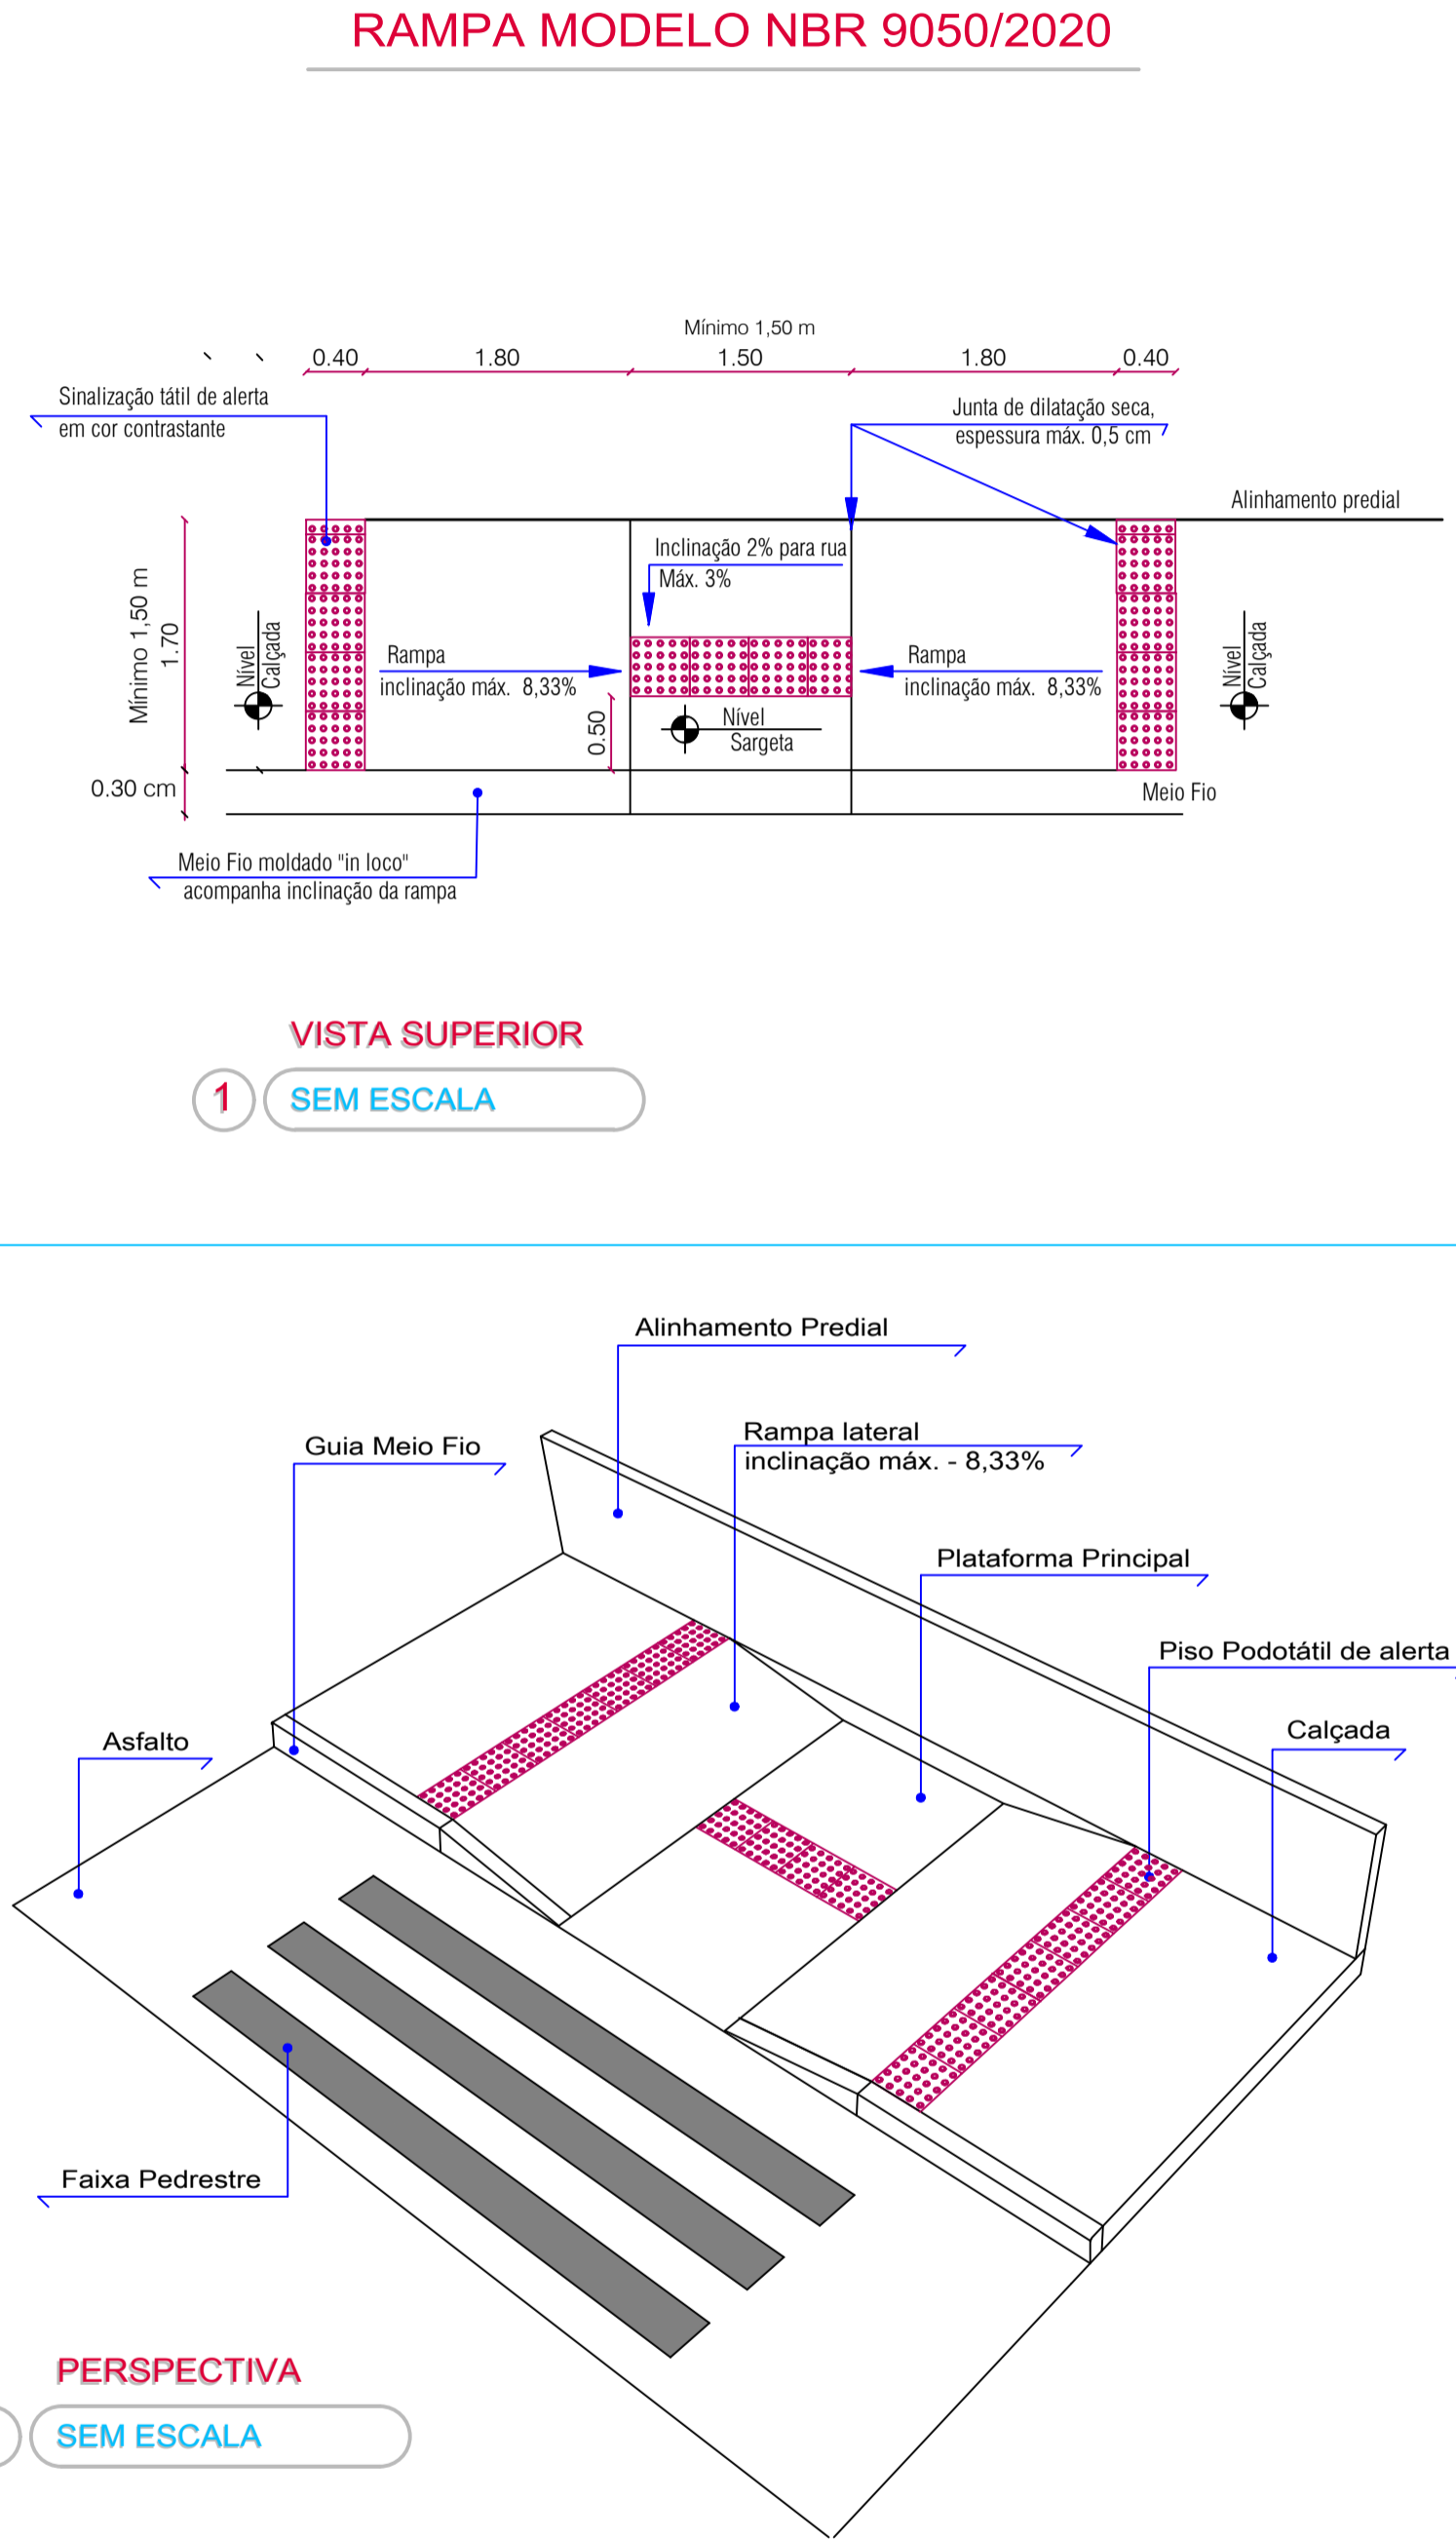 RAMPA MODELO NBR 9050/2020
Mínimo 1,50 m
0.40
1.80
1.50
1.80
0.40
Sinalização tátil de alerta
em cor contrastante
Junta de dilatação seca,
espessura máx. 0,5 cm
Alinhamento predial
Inclinação 2% para rua
Máx. 3%
Mínimo 1,50 m
1.70
Nível
Calçada
Rampa
inclinação máx. 8,33%
Rampa
inclinação máx. 8,33%
Nível
Calçada
0.50
Nível
Sargeta
0.30 cm
Meio Fio
Meio Fio moldado "in loco"
acompanha inclinação da rampa
VISTA SUPERIOR
1
SEM ESCALA
Alinhamento Predial
Rampa lateral
inclinação máx. - 8,33%
Guia Meio Fio
Plataforma Principal
Piso Podotátil de alerta
Calçada
Asfalto
Faixa Pedrestre
PERSPECTIVA
SEM ESCALA